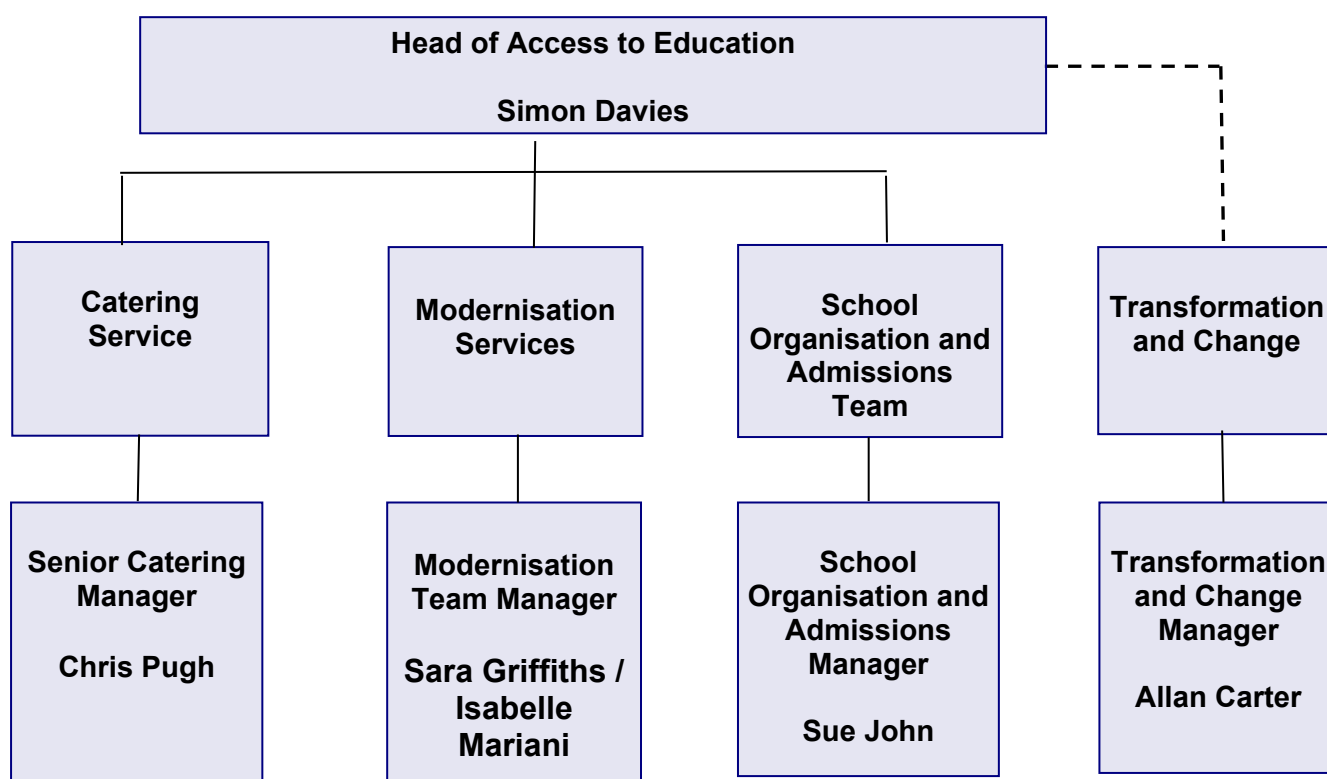 Head of Access to Education
Simon Davies
Catering
Service
Modernisation
Services
School
Organisation and
Admissions
Team
Transformation
and Change
Senior Catering
Manager
Chris Pugh
Modernisation
Team Manager
Sara Griffiths /
Isabelle
Mariani
School
Organisation and
Admissions
Manager
Sue John
Transformation
and Change
Manager
Allan Carter